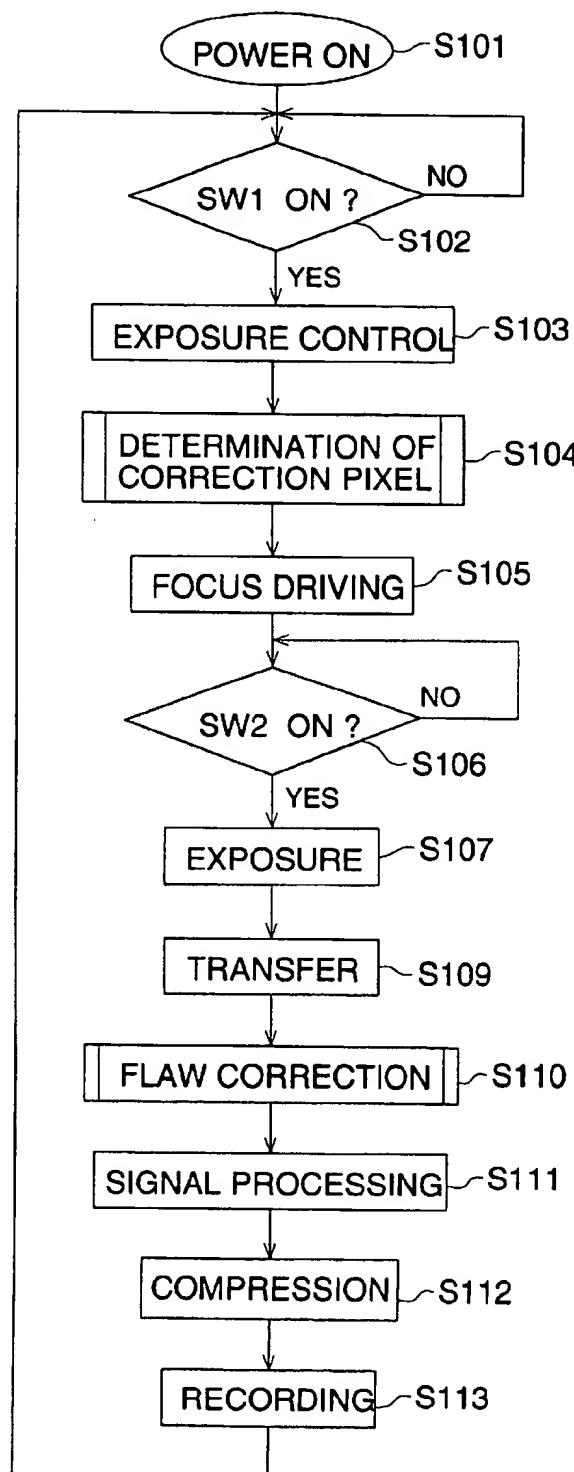 POWER ON
S101
SW1 ON ?
NO
S102
YES
EXPOSURE CONTROL
S103
DETERMINATION OF
CORRECTION PIXEL
S104
FOCUS DRIVING
S105
SW2 ON ?
NO
S106
YES
EXPOSURE
S107
TRANSFER
S109
FLAW CORRECTION
S110
SIGNAL PROCESSING
S111
COMPRESSION
S112
RECORDING
S113